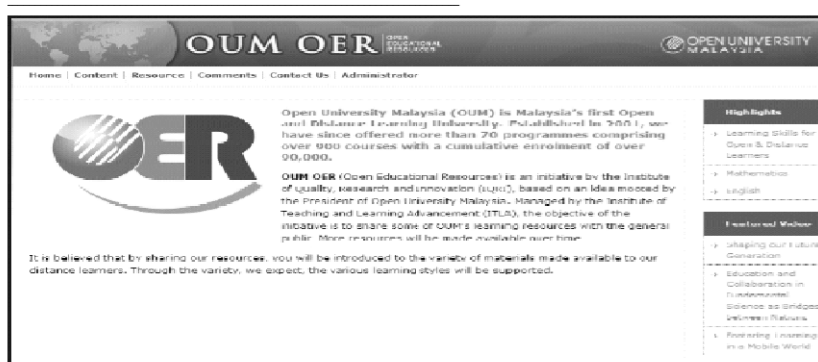 OUM OER OPEN EDUCATIONAL RESOURCES
OPEN UNIVERSITY MALAYSIA
Home | Content | Resource | Comments | Contact Us | Administrator
OER
Open University Malaysia (OUM) is Malaysia's first Open
and Distance Learning University. Established in 2001, we
have since offered more than 70 programmes comprising
over 900 courses with a cumulative enrolment of over
90,000.
OUM OER (Open Educational Resources) is an initiative by the Institute
of Quality, Research and Innovation (IQRI), based on an idea mooted by
the President of Open University Malaysia. Managed by the Institute of
Teaching and Learning Advancement (ITLA), the objective of the
initiative is to share some of OUM's learning resources with the general
public. More resources will be made available over time
It is believed that by sharing our resources, you will be introduced to the variety of materials made available to our
distance learners. Through the variety, we expect, the various learning styles will be supported.
Highlights
Learning Skills for
Open & Distance
Learners
Mathematics
English
Featured Video
Shaping our Future
Generation
Education and
Collaboration in
Fundamental
Science as Bridges
between Nations
Fostering Learning
in a Mobile World